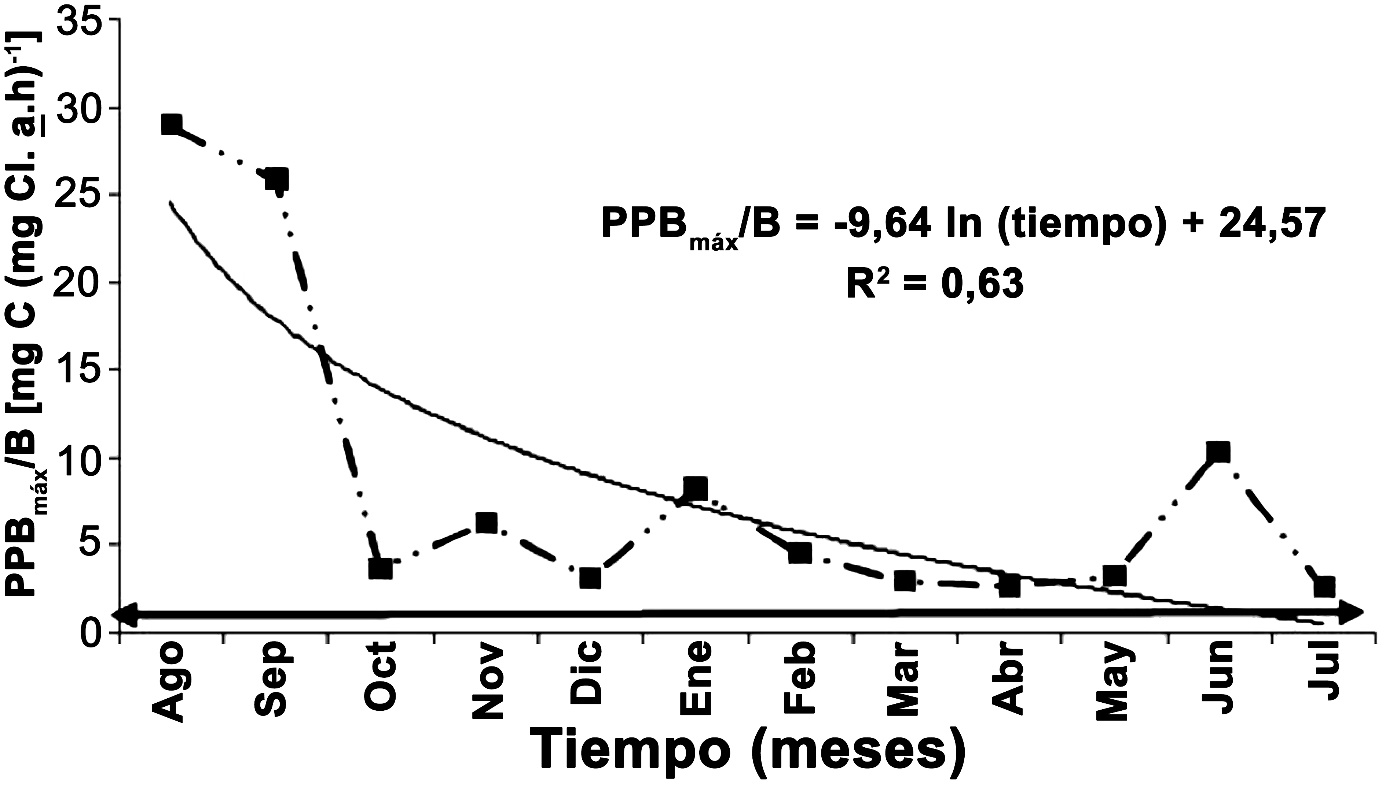 PPBmáx/B [mg C (mg Cl. a.h)-1]
35
30
25
20
15
10
5
0
PPBmáx/B = -9,64 ln (tiempo) + 24,57
R² = 0,63
Ago
Sep
Oct
Nov
Dic
Ene
Feb
Mar
Abr
May
Jun
Jul
Tiempo (meses)